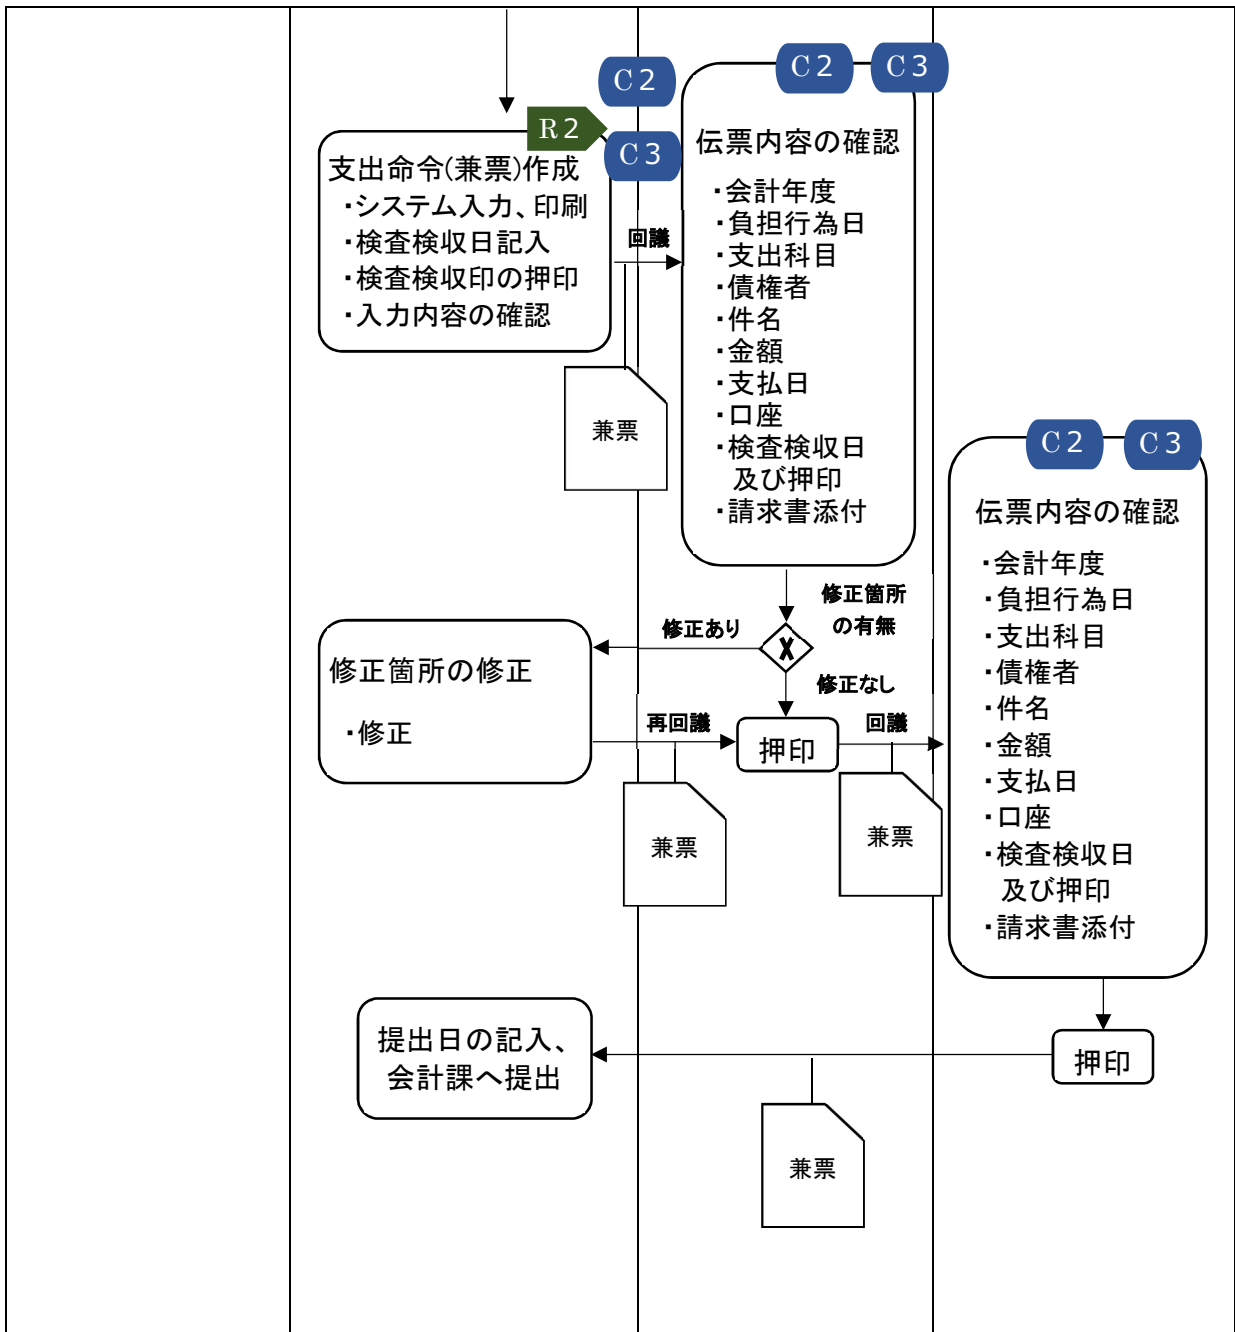 R2
C2
C3
支出命令(兼票)作成
・システム入力、印刷
・検査検収日記入
・検査検収印の押印
・入力内容の確認
回議
兼票
C2
C3
伝票内容の確認
・会計年度
・負担行為日
・支出科目
・債権者
・件名
・金額
・支払日
・口座
・検査検収日
及び押印
・請求書添付
修正箇所
の有無
X
修正あり
修正なし
修正箇所の修正
・修正
再回議
兼票
押印
回議
兼票
C2
C3
伝票内容の確認
・会計年度
・負担行為日
・支出科目
・債権者
・件名
・金額
・支払日
・口座
・検査検収日
及び押印
・請求書添付
押印
兼票
提出日の記入、
会計課へ提出